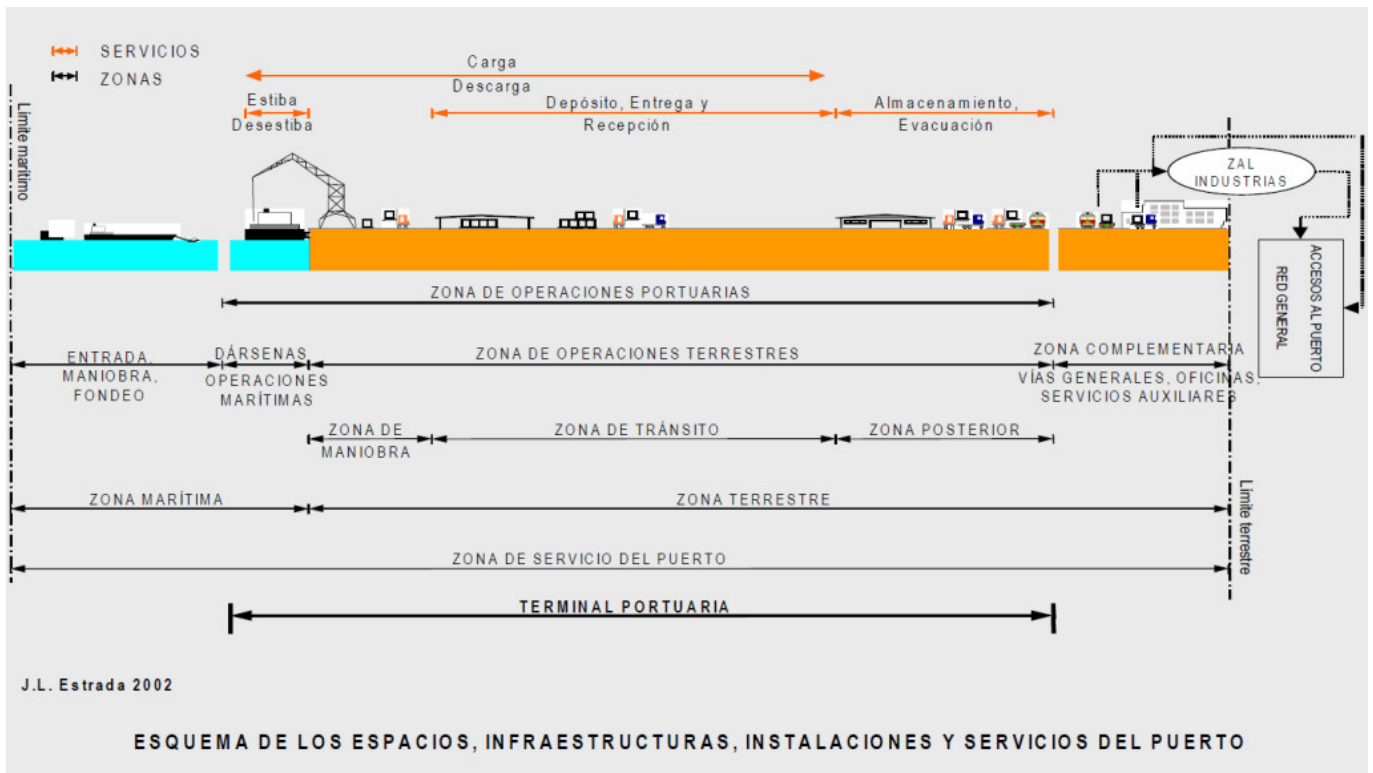 SERVICIOS
ZONAS
Carga
Descarga
Estiba
Desestiba
Depósito, Entrega y
Recepción
Almacenamiento,
Evacuación
Límite marítimo
ZAL
INDUSTRIAS
ACCESOS AL PUERTO
RED GENERAL
ZONA DE OPERACIONES PORTUARIAS
ENTRADA,
MANIOBRA,
FONDEO
DÁRSENAS
OPERACIONES
MARÍTIMAS
ZONA DE OPERACIONES TERRESTRES
ZONA COMPLEMENTARIA
VÍAS GENERALES, OFICINAS,
SERVICIOS AUXILIARES
ZONA DE
MANIOBRA
ZONA DE TRÁNSITO
ZONA POSTERIOR
ZONA MARÍTIMA
ZONA TERRESTRE
Límite terrestre
ZONA DE SERVICIO DEL PUERTO
TERMINAL PORTUARIA
J.L. Estrada 2002
ESQUEMA DE LOS ESPACIOS, INFRAESTRUCTURAS, INSTALACIONES Y SERVICIOS DEL PUERTO